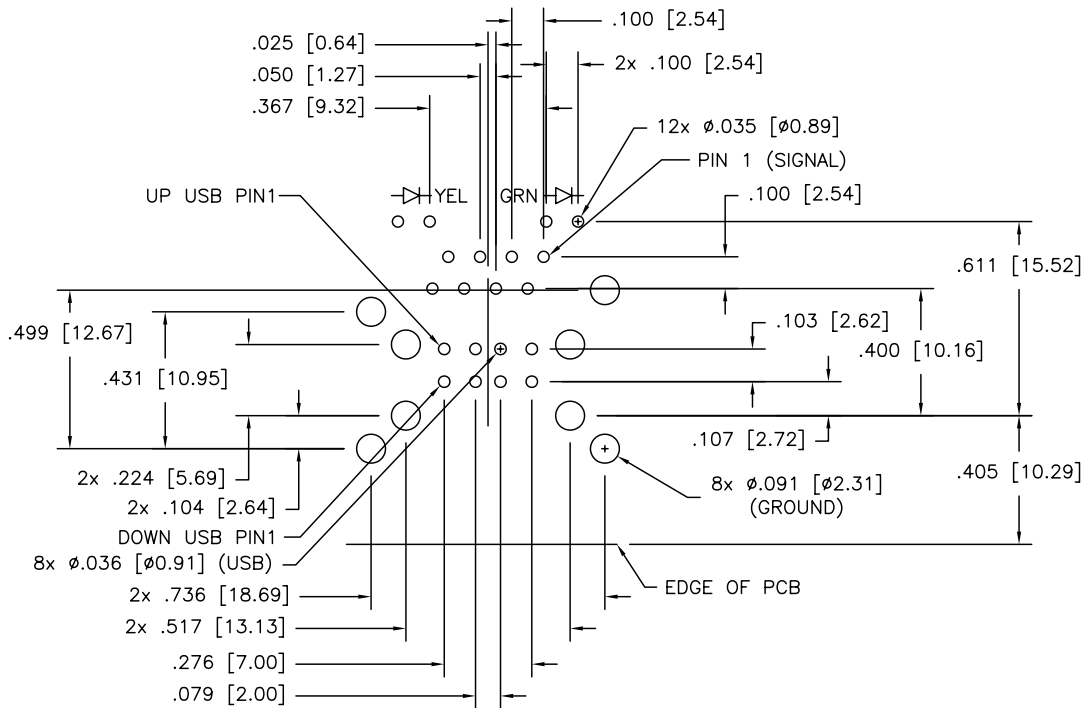 .100 [2.54]
.025 [0.64]
2x .100 [2.54]
.050 [1.27]
.367 [9.32]
12x ø.035 [ø0.89]
PIN 1 (SIGNAL)
UP USB PIN1
YEL
GRN
.100 [2.54]
.611 [15.52]
.499 [12.67]
.103 [2.62]
.400 [10.16]
.431 [10.95]
.107 [2.72]
2x .224 [5.69]
.405 [10.29]
8x ø.091 [ø2.31]
(GROUND)
2x .104 [2.64]
DOWN USB PIN1
8x ø.036 [ø0.91] (USB)
EDGE OF PCB
2x .736 [18.69]
2x .517 [13.13]
.276 [7.00]
.079 [2.00]